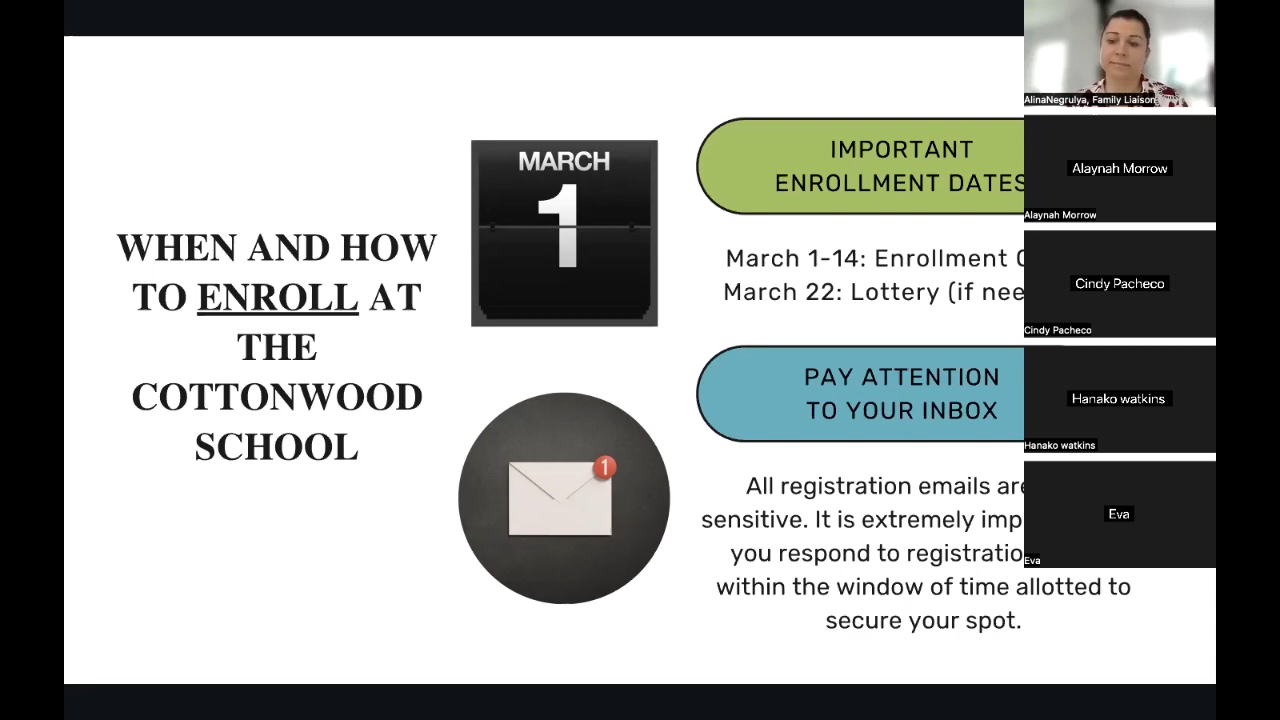 WHEN AND HOW
TO ENROLL AT
THE
COTTONWOOD
SCHOOL
MARCH
1
1
IMPORTANT
ENROLLMENT DATES
March 1-14: Enrollment
March 22: Lottery (if
PAY ATTENTION
TO YOUR INBOX
All registration emails are
sensitive. It is extremely
you respond to
within the window of time allotted to
secure your spot.
AlinaNegrulya, Family Liaison
Alaynah Morrow
Alaynah Morrow
Cindy Pacheco
Cindy Pacheco
Hanako watkins
Hanako watkins
Eva
Eva